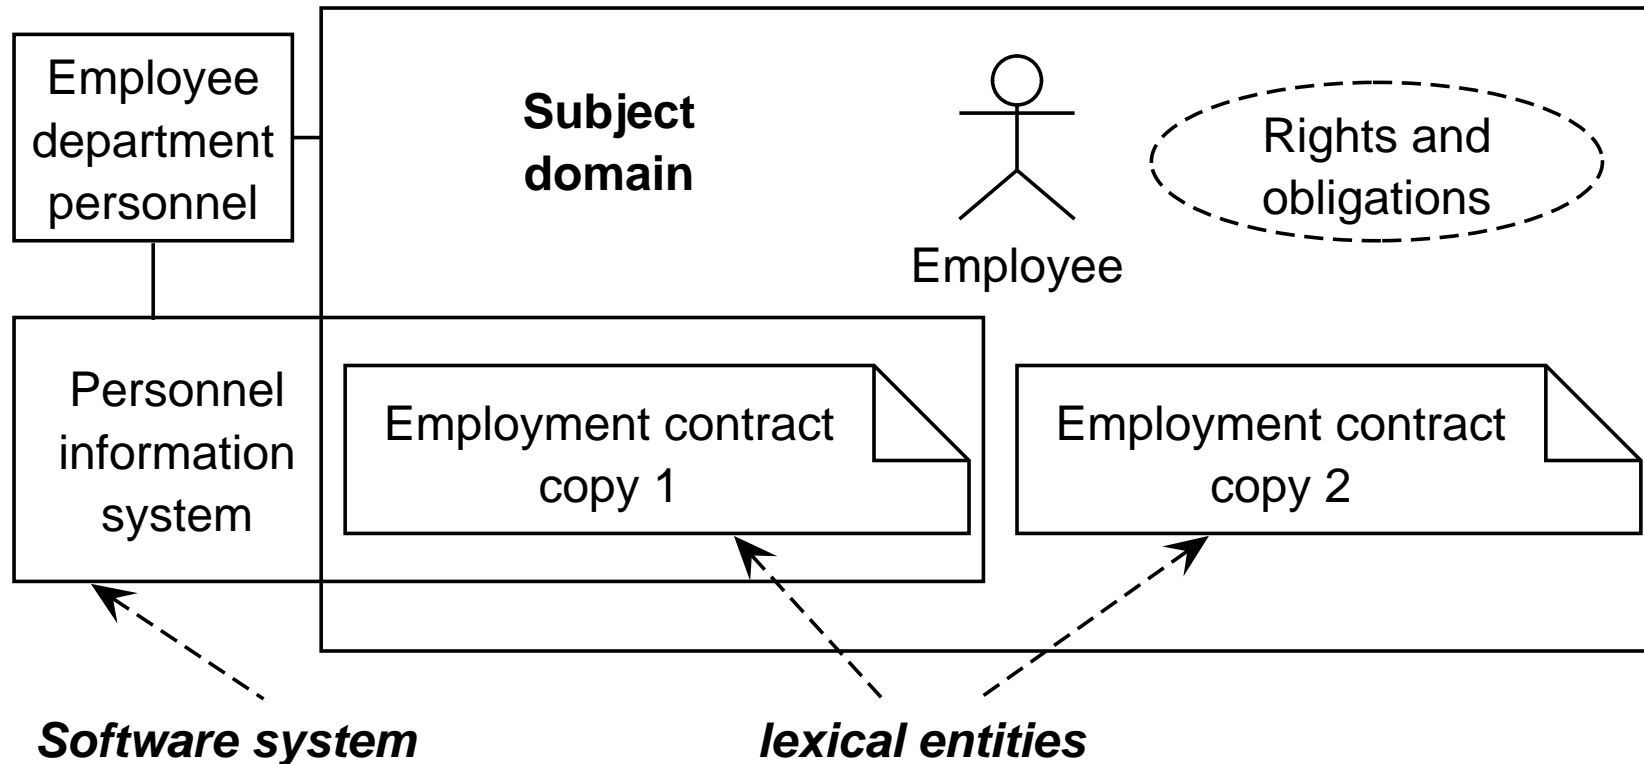 Employee
department
personnel
Subject
domain
Rights and
obligations
Employee
Personnel
information
system
Employment contract
copy 1
Employment contract
copy 2
Software system
lexical entities